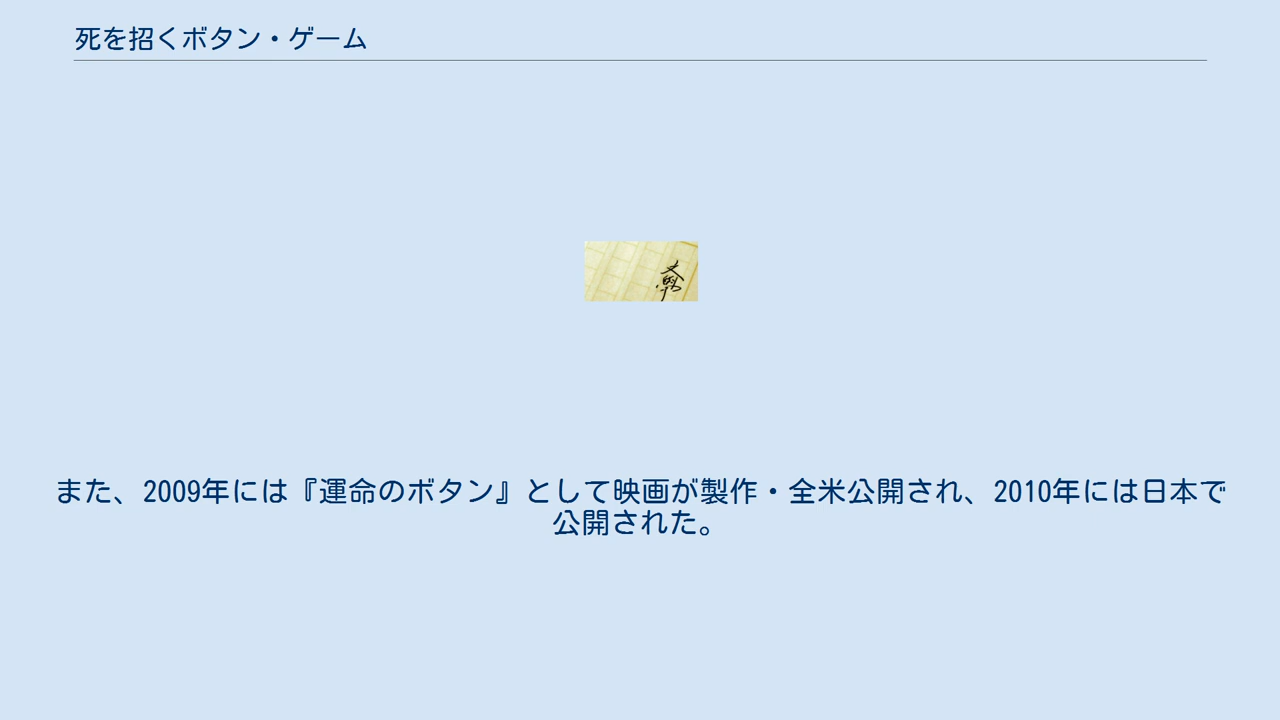 死を招くボタン・ゲーム
また、2009年には『運命のボタン』として映画が製作・全米公開され、2010年には日本で
公開された。